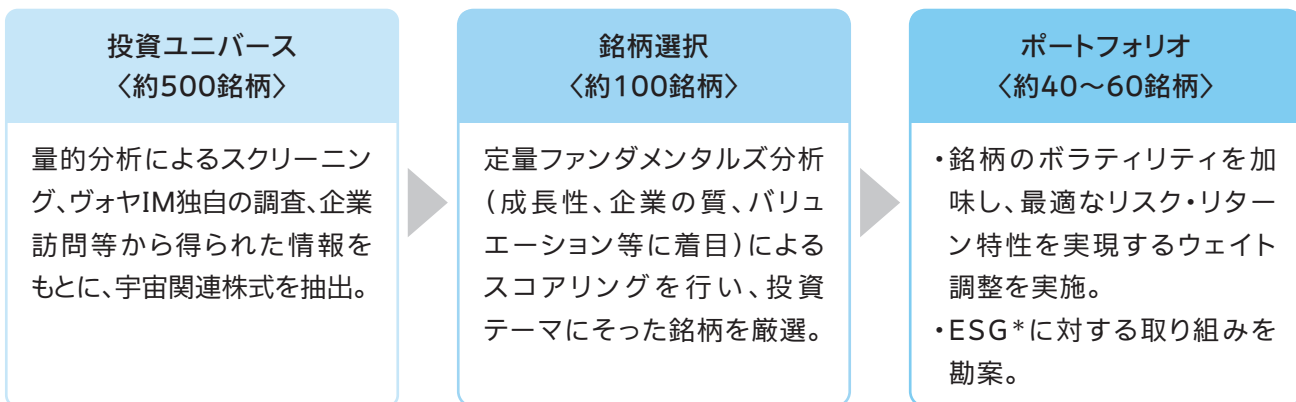 投資ユニバース
〈約500銘柄〉
量的分析によるスクリーニン
グ、ヴォヤIM独自の調査、企業
訪問等から得られた情報を
もとに、宇宙関連株式を抽出。
銘柄選択
〈約100銘柄〉
定量ファンダメンタルズ分析
(成長性、企業の質、バリュ
エーション等に着目)による
スコアリングを行い、投資
テーマにそった銘柄を厳選。
ポートフォリオ
〈約40～60銘柄〉
・銘柄のボラティリティを加
味し、最適なリスク・リター
ン特性を実現するウェイト
調整を実施。
・ESG*に対する取り組みを
勘案。